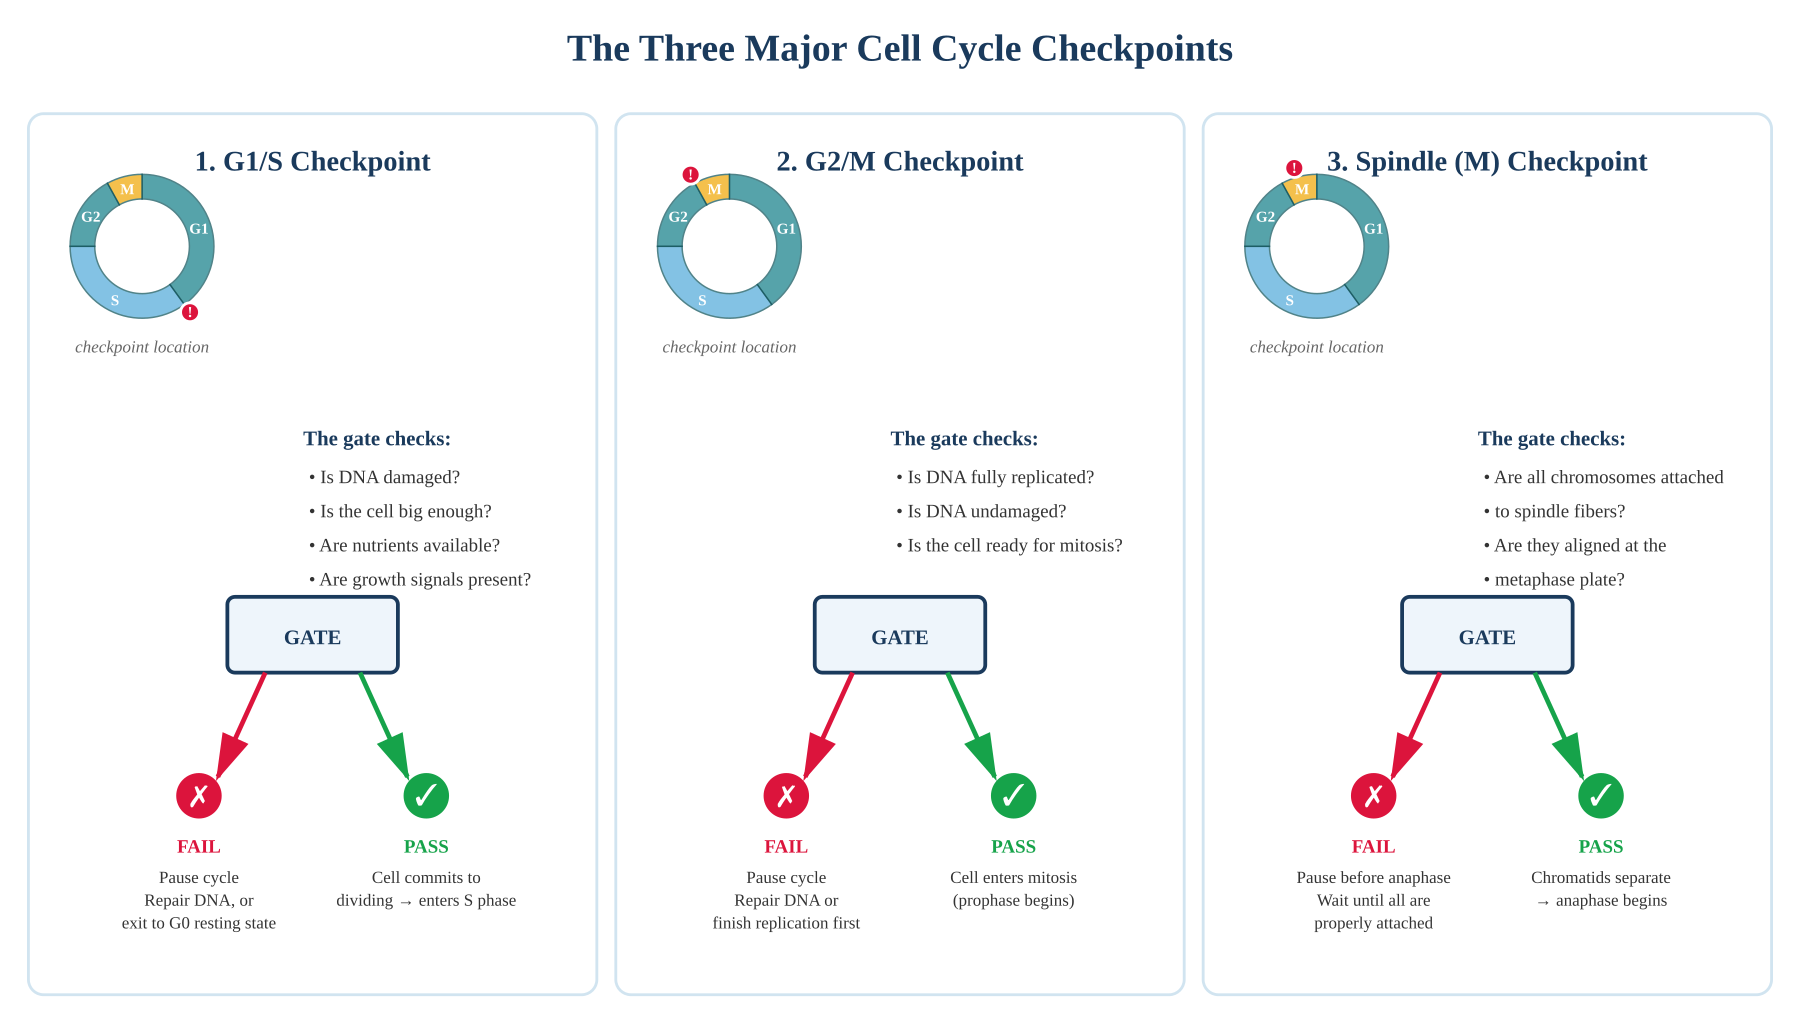 The Three Major Cell Cycle Checkpoints
1. G1/S Checkpoint
M
G2
G1
S
!
checkpoint location
The gate checks:
• Is DNA damaged?
• Is the cell big enough?
• Are nutrients available?
• Are growth signals present?
GATE
✗
✓
FAIL
PASS
Pause cycle
Repair DNA, or
exit to G0 resting state
Cell commits to
dividing → enters S phase
2. G2/M Checkpoint
!
M
G2
G1
S
checkpoint location
The gate checks:
• Is DNA fully replicated?
• Is DNA undamaged?
• Is the cell ready for mitosis?
GATE
✗
✓
FAIL
PASS
Pause cycle
Repair DNA or
finish replication first
Cell enters mitosis
(prophase begins)
3. Spindle (M) Checkpoint
!
M
G2
G1
S
checkpoint location
The gate checks:
• Are all chromosomes attached
• to spindle fibers?
• Are they aligned at the
• metaphase plate?
GATE
✗
✓
FAIL
PASS
Pause before anaphase
Wait until all are
properly attached
Chromatids separate
→ anaphase begins